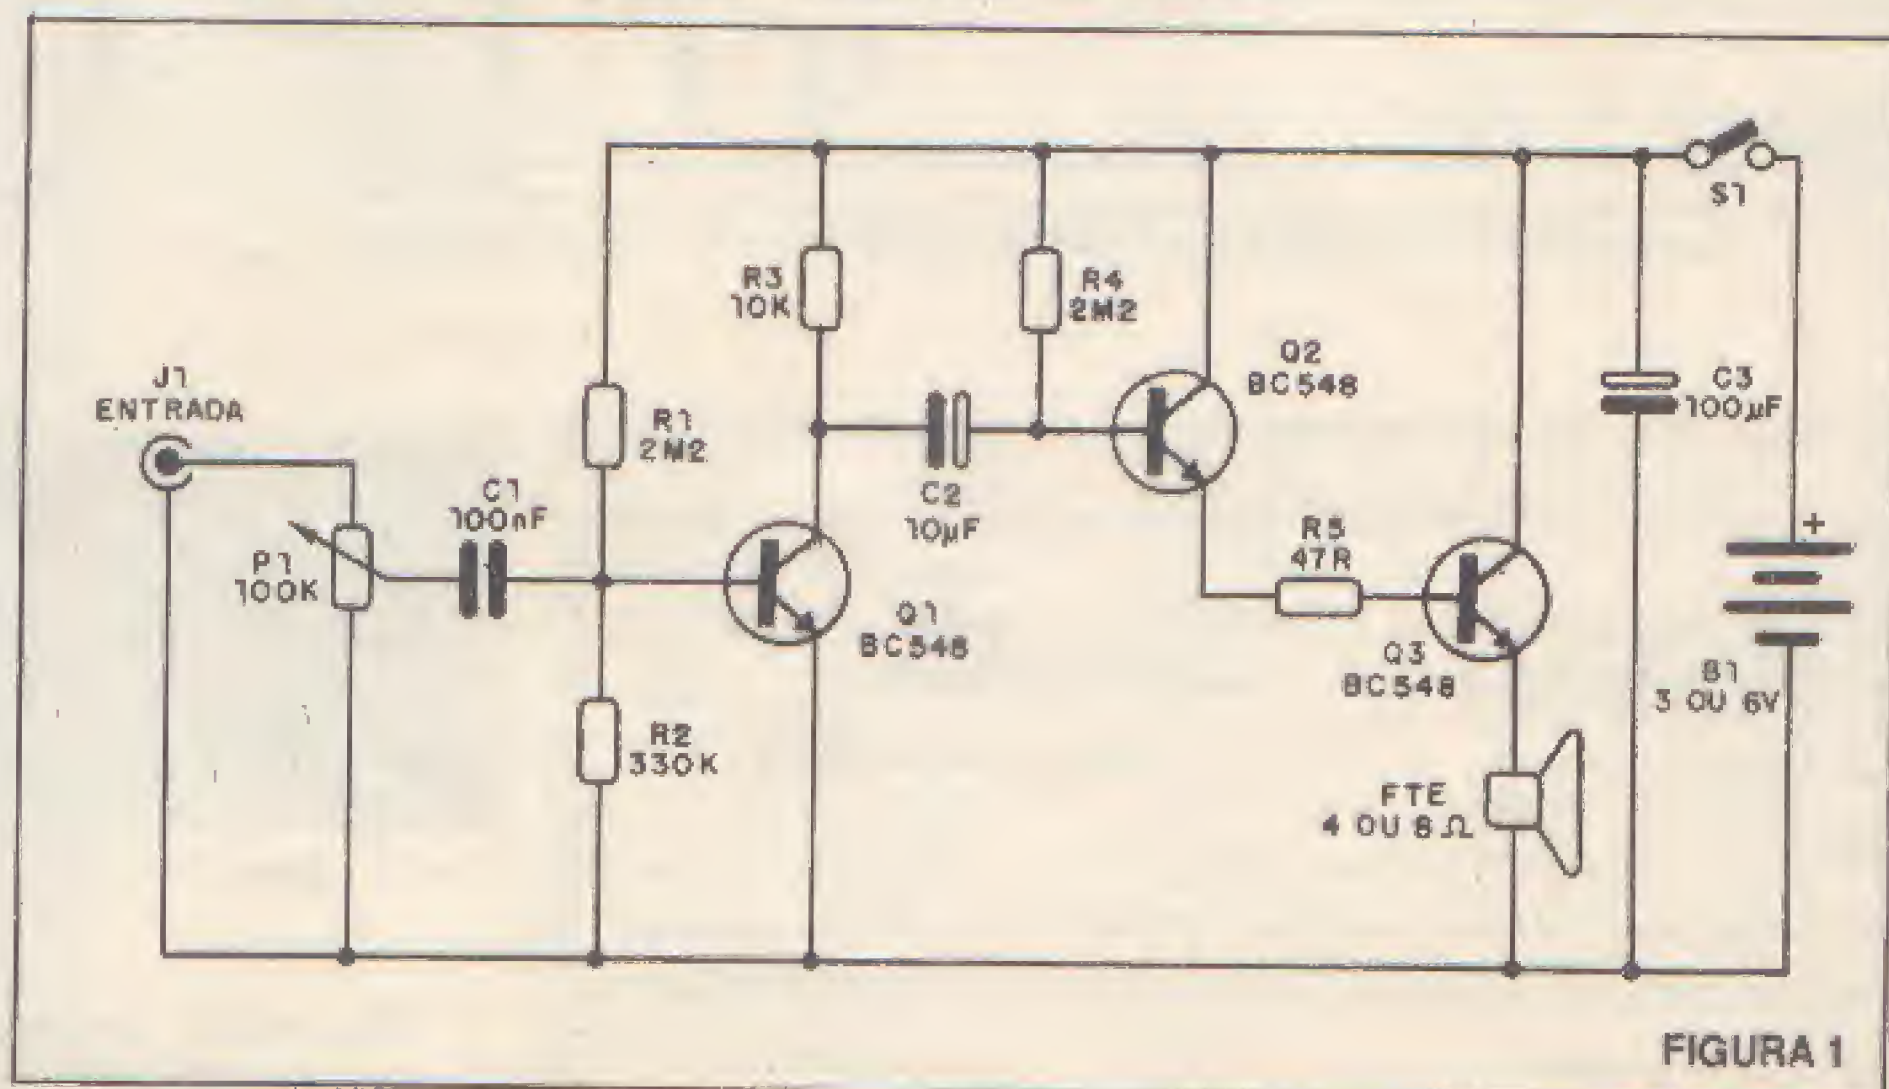 J1
ENTRADA
P1
100K
C1
100nF
R1
2M2
R2
330K
R3
10K
Q1
BC548
C2
10µF
R4
2M2
Q2
BC548
R5
47R
Q3
BC548
FTE
4 OU 8Ω
C3
100µF
S1
+
B1
3 OU 6V
FIGURA 1